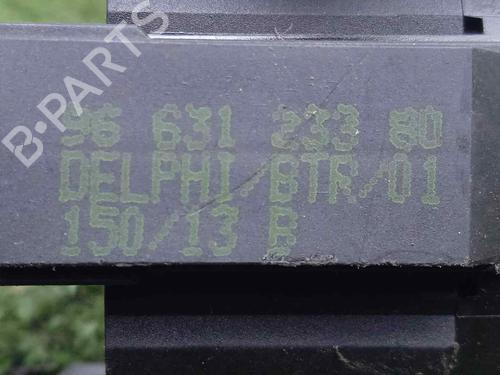 B-PARTS
96 631 233 80
DELPHI/BTR/01
150/13 B